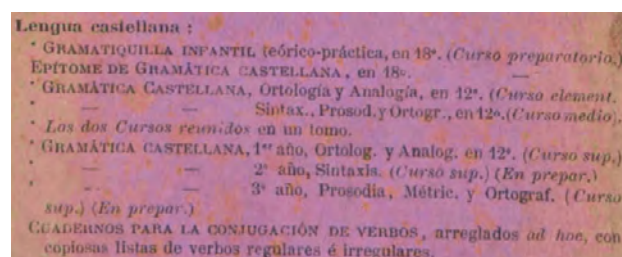 Lengua castellana :
* GRAMATIQUILLA INFANTIL teórico-práctica, en 18º. (Curso preparatorio.)
EPÍTOME DE GRAMÁTICA CASTELLANA, en 18º. —
* GRAMÁTICA CASTELLANA, Ortología y Analogía, en 12º. (Curso element.
* — — Sintax., Prosod. y Ortogr., en 12º. (Curso medio).
* Los dos Cursos reunidos en un tomo.
* GRAMÁTICA CASTELLANA, 1er año, Ortolog. y Analog. en 12º. (Curso sup.)
* — — 2º año, Sintaxis. (Curso sup.) (En prepar.)
* — — 3º año, Prosodia, Métric. y Ortograf. (Curso
sup.) (En prepar.)
CUADERNOS PARA LA CONJUGACIÓN DE VERBOS, arreglados ad hoc, con
copiosas listas de verbos regulares é irregulares.